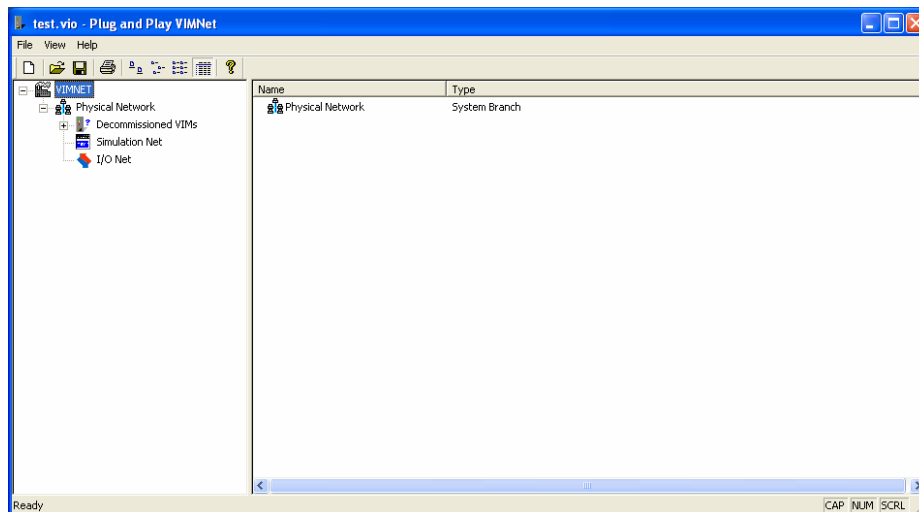 test.vio - Plug and Play VIMNet
File View Help
Name Type
VIMNET
Physical Network
Decommissioned VIMs
Simulation Net
I/O Net
Physical Network System Branch
Ready CAP NUM SCRL